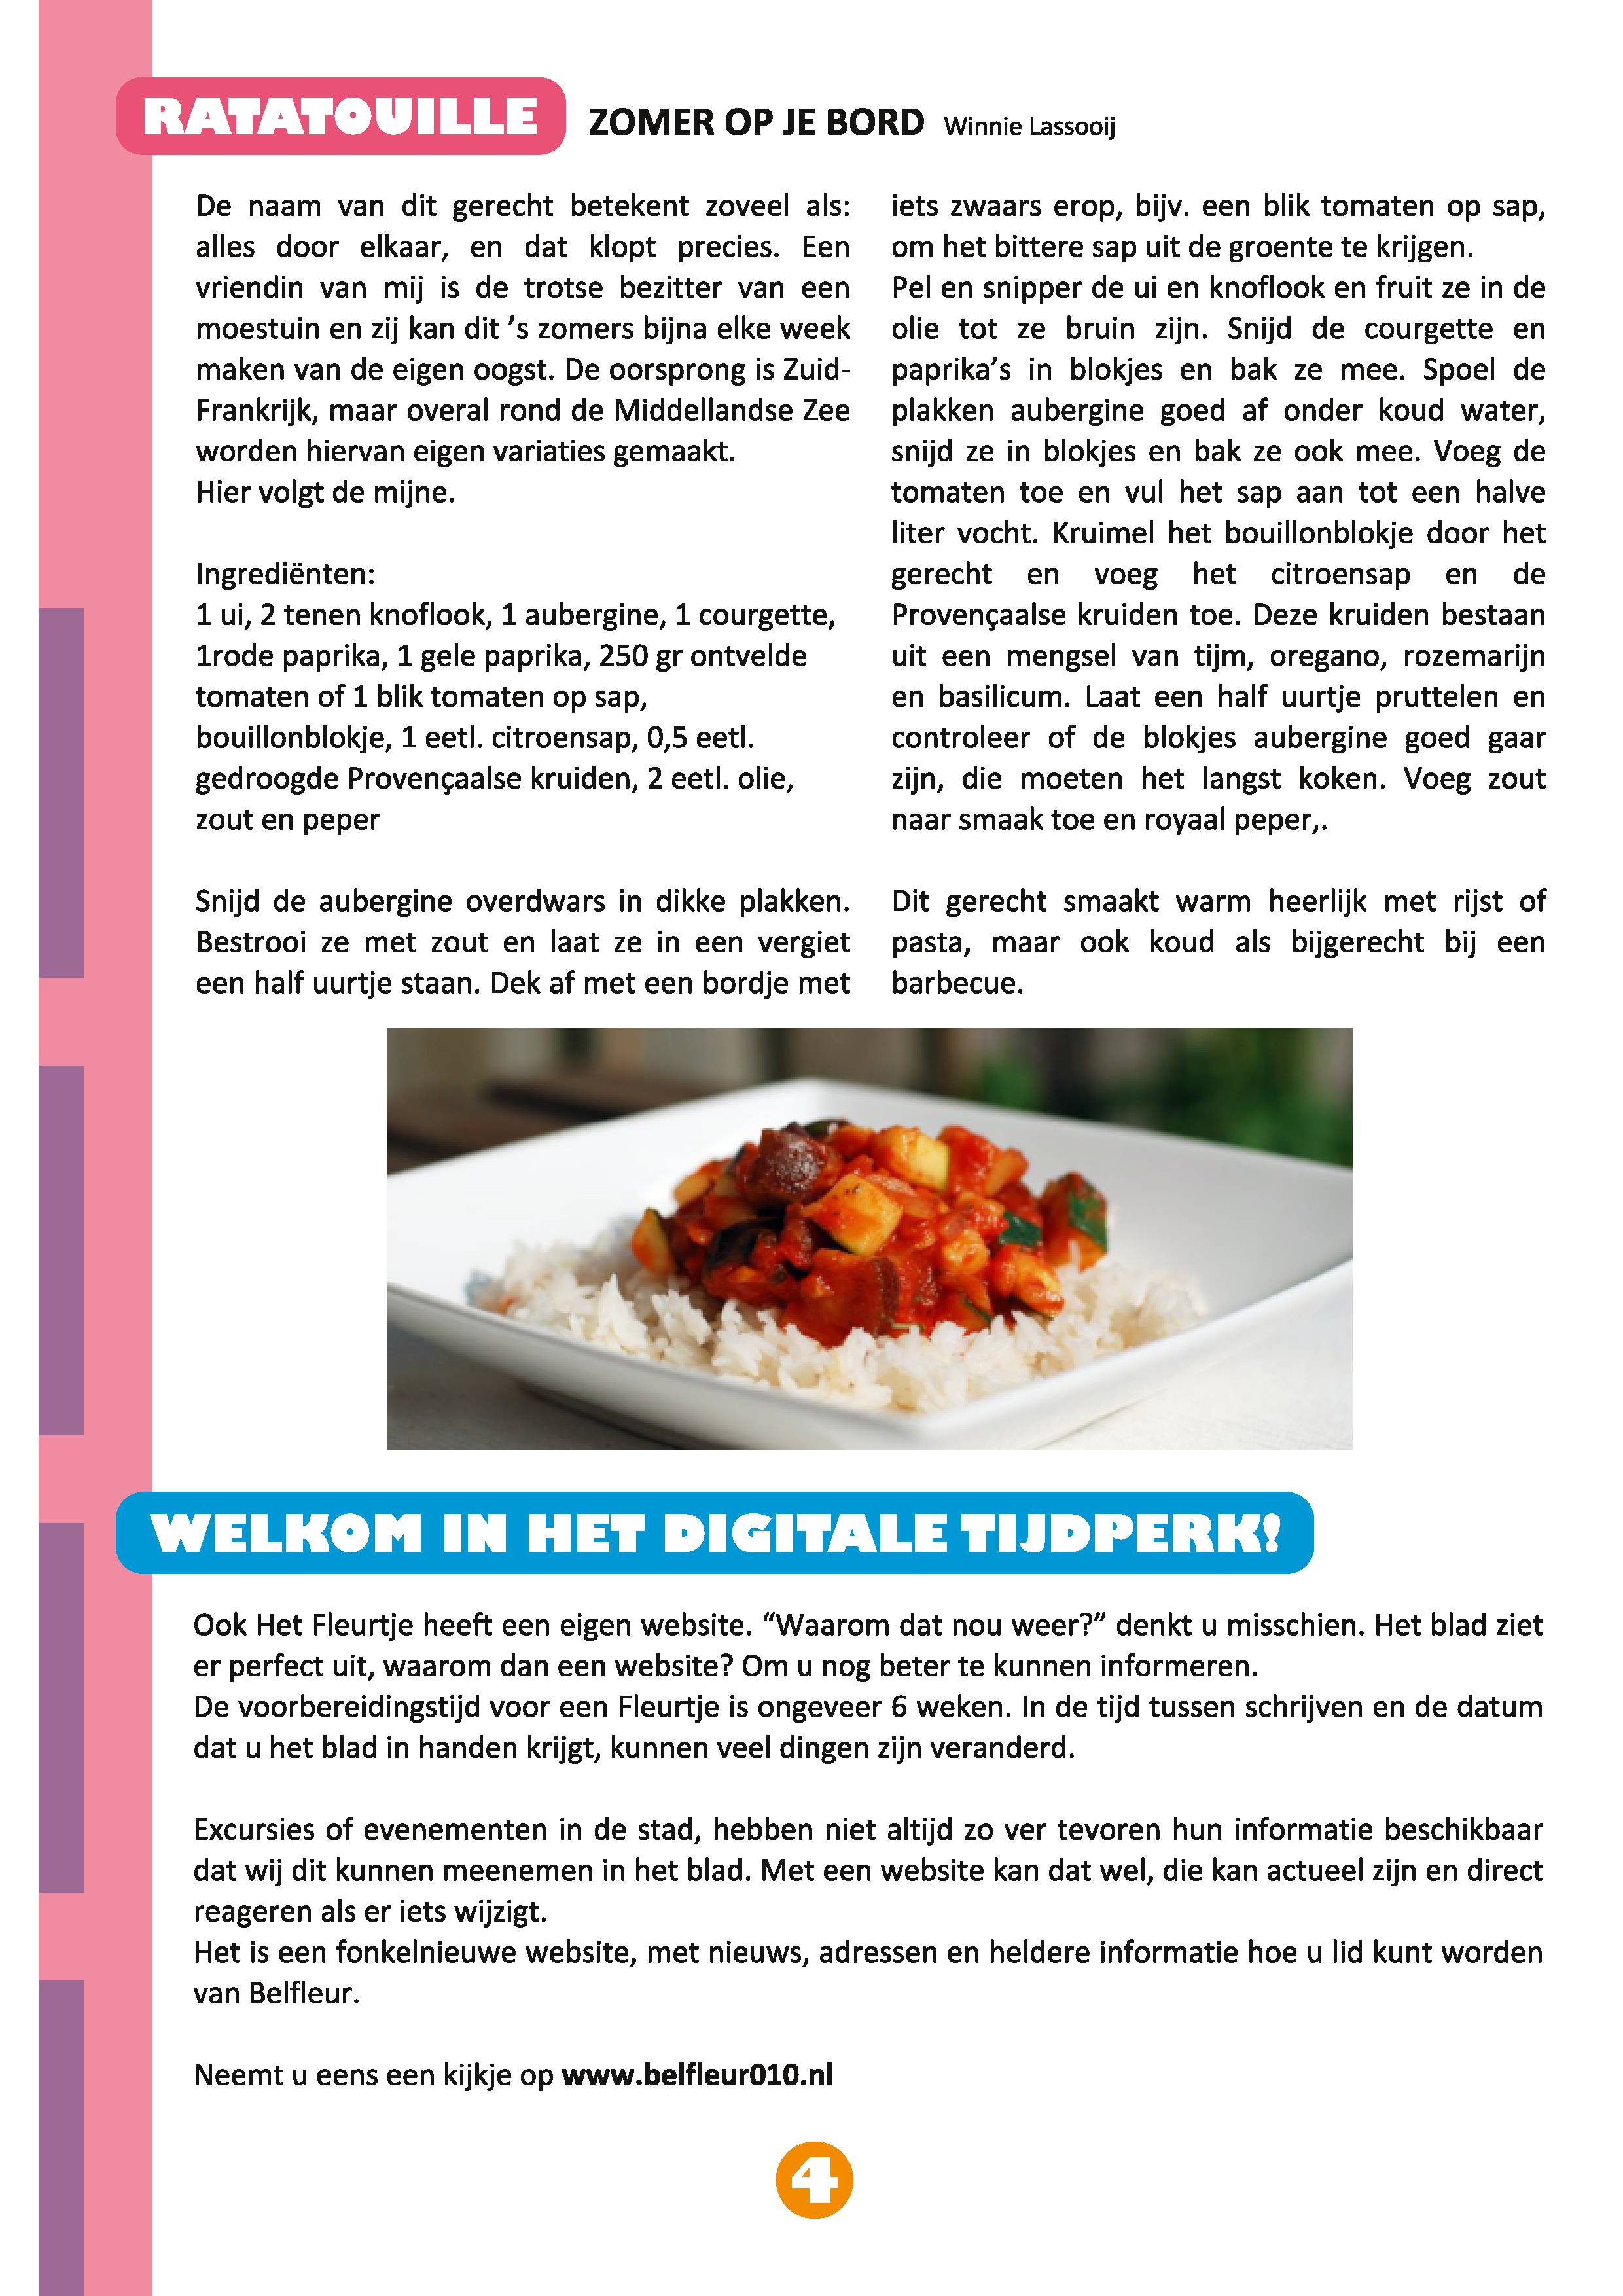 RATATOUILLE ZOMER OP JE BORD Winnie Lassooij
De naam van dit gerecht betekent zoveel als:
alles door elkaar, en dat klopt precies. Een
vriendin van mij is de trotse bezitter van een
moestuin en zij kan dit ’s zomers bijna elke week
maken van de eigen oogst. De oorsprong is Zuid-
Frankrijk, maar overal rond de Middellandse Zee
worden hiervan eigen variaties gemaakt.
Hier volgt de mijne.
Ingrediënten:
1 ui, 2 tenen knoflook, 1 aubergine, 1 courgette,
1rode paprika, 1 gele paprika, 250 gr ontvelde
tomaten of 1 blik tomaten op sap,
bouillonblokje, 1 eetl. citroensap, 0,5 eetl.
gedroogde Provençaalse kruiden, 2 eetl. olie,
zout en peper
Snijd de aubergine overdwars in dikke plakken.
Bestrooi ze met zout en laat ze in een vergiet
een half uurtje staan. Dek af met een bordje met
iets zwaars erop, bijv. een blik tomaten op sap,
om het bittere sap uit de groente te krijgen.
Pel en snipper de ui en knoflook en fruit ze in de
olie tot ze bruin zijn. Snijd de courgette en
paprika’s in blokjes en bak ze mee. Spoel de
plakken aubergine goed af onder koud water,
snijd ze in blokjes en bak ze ook mee. Voeg de
tomaten toe en vul het sap aan tot een halve
liter vocht. Kruimel het bouillonblokje door het
gerecht en voeg het citroensap en de
Provençaalse kruiden toe. Deze kruiden bestaan
uit een mengsel van tijm, oregano, rozemarijn
en basilicum. Laat een half uurtje pruttelen en
controleer of de blokjes aubergine goed gaar
zijn, die moeten het langst koken. Voeg zout
naar smaak toe en royaal peper,.
Dit gerecht smaakt warm heerlijk met rijst of
pasta, maar ook koud als bijgerecht bij een
barbecue.
WELKOM IN HET DIGITALE TIJDPERK!
Ook Het Fleurtje heeft een eigen website. “Waarom dat nou weer?” denkt u misschien. Het blad ziet
er perfect uit, waarom dan een website? Om u nog beter te kunnen informeren.
De voorbereidingstijd voor een Fleurtje is ongeveer 6 weken. In de tijd tussen schrijven en de datum
dat u het blad in handen krijgt, kunnen veel dingen zijn veranderd.
Excursies of evenementen in de stad, hebben niet altijd zo ver tevoren hun informatie beschikbaar
dat wij dit kunnen meenemen in het blad. Met een website kan dat wel, die kan actueel zijn en direct
reageren als er iets wijzigt.
Het is een fonkelnieuwe website, met nieuws, adressen en heldere informatie hoe u lid kunt worden
van Belfleur.
Neemt u eens een kijkje op www.belfleur010.nl
4